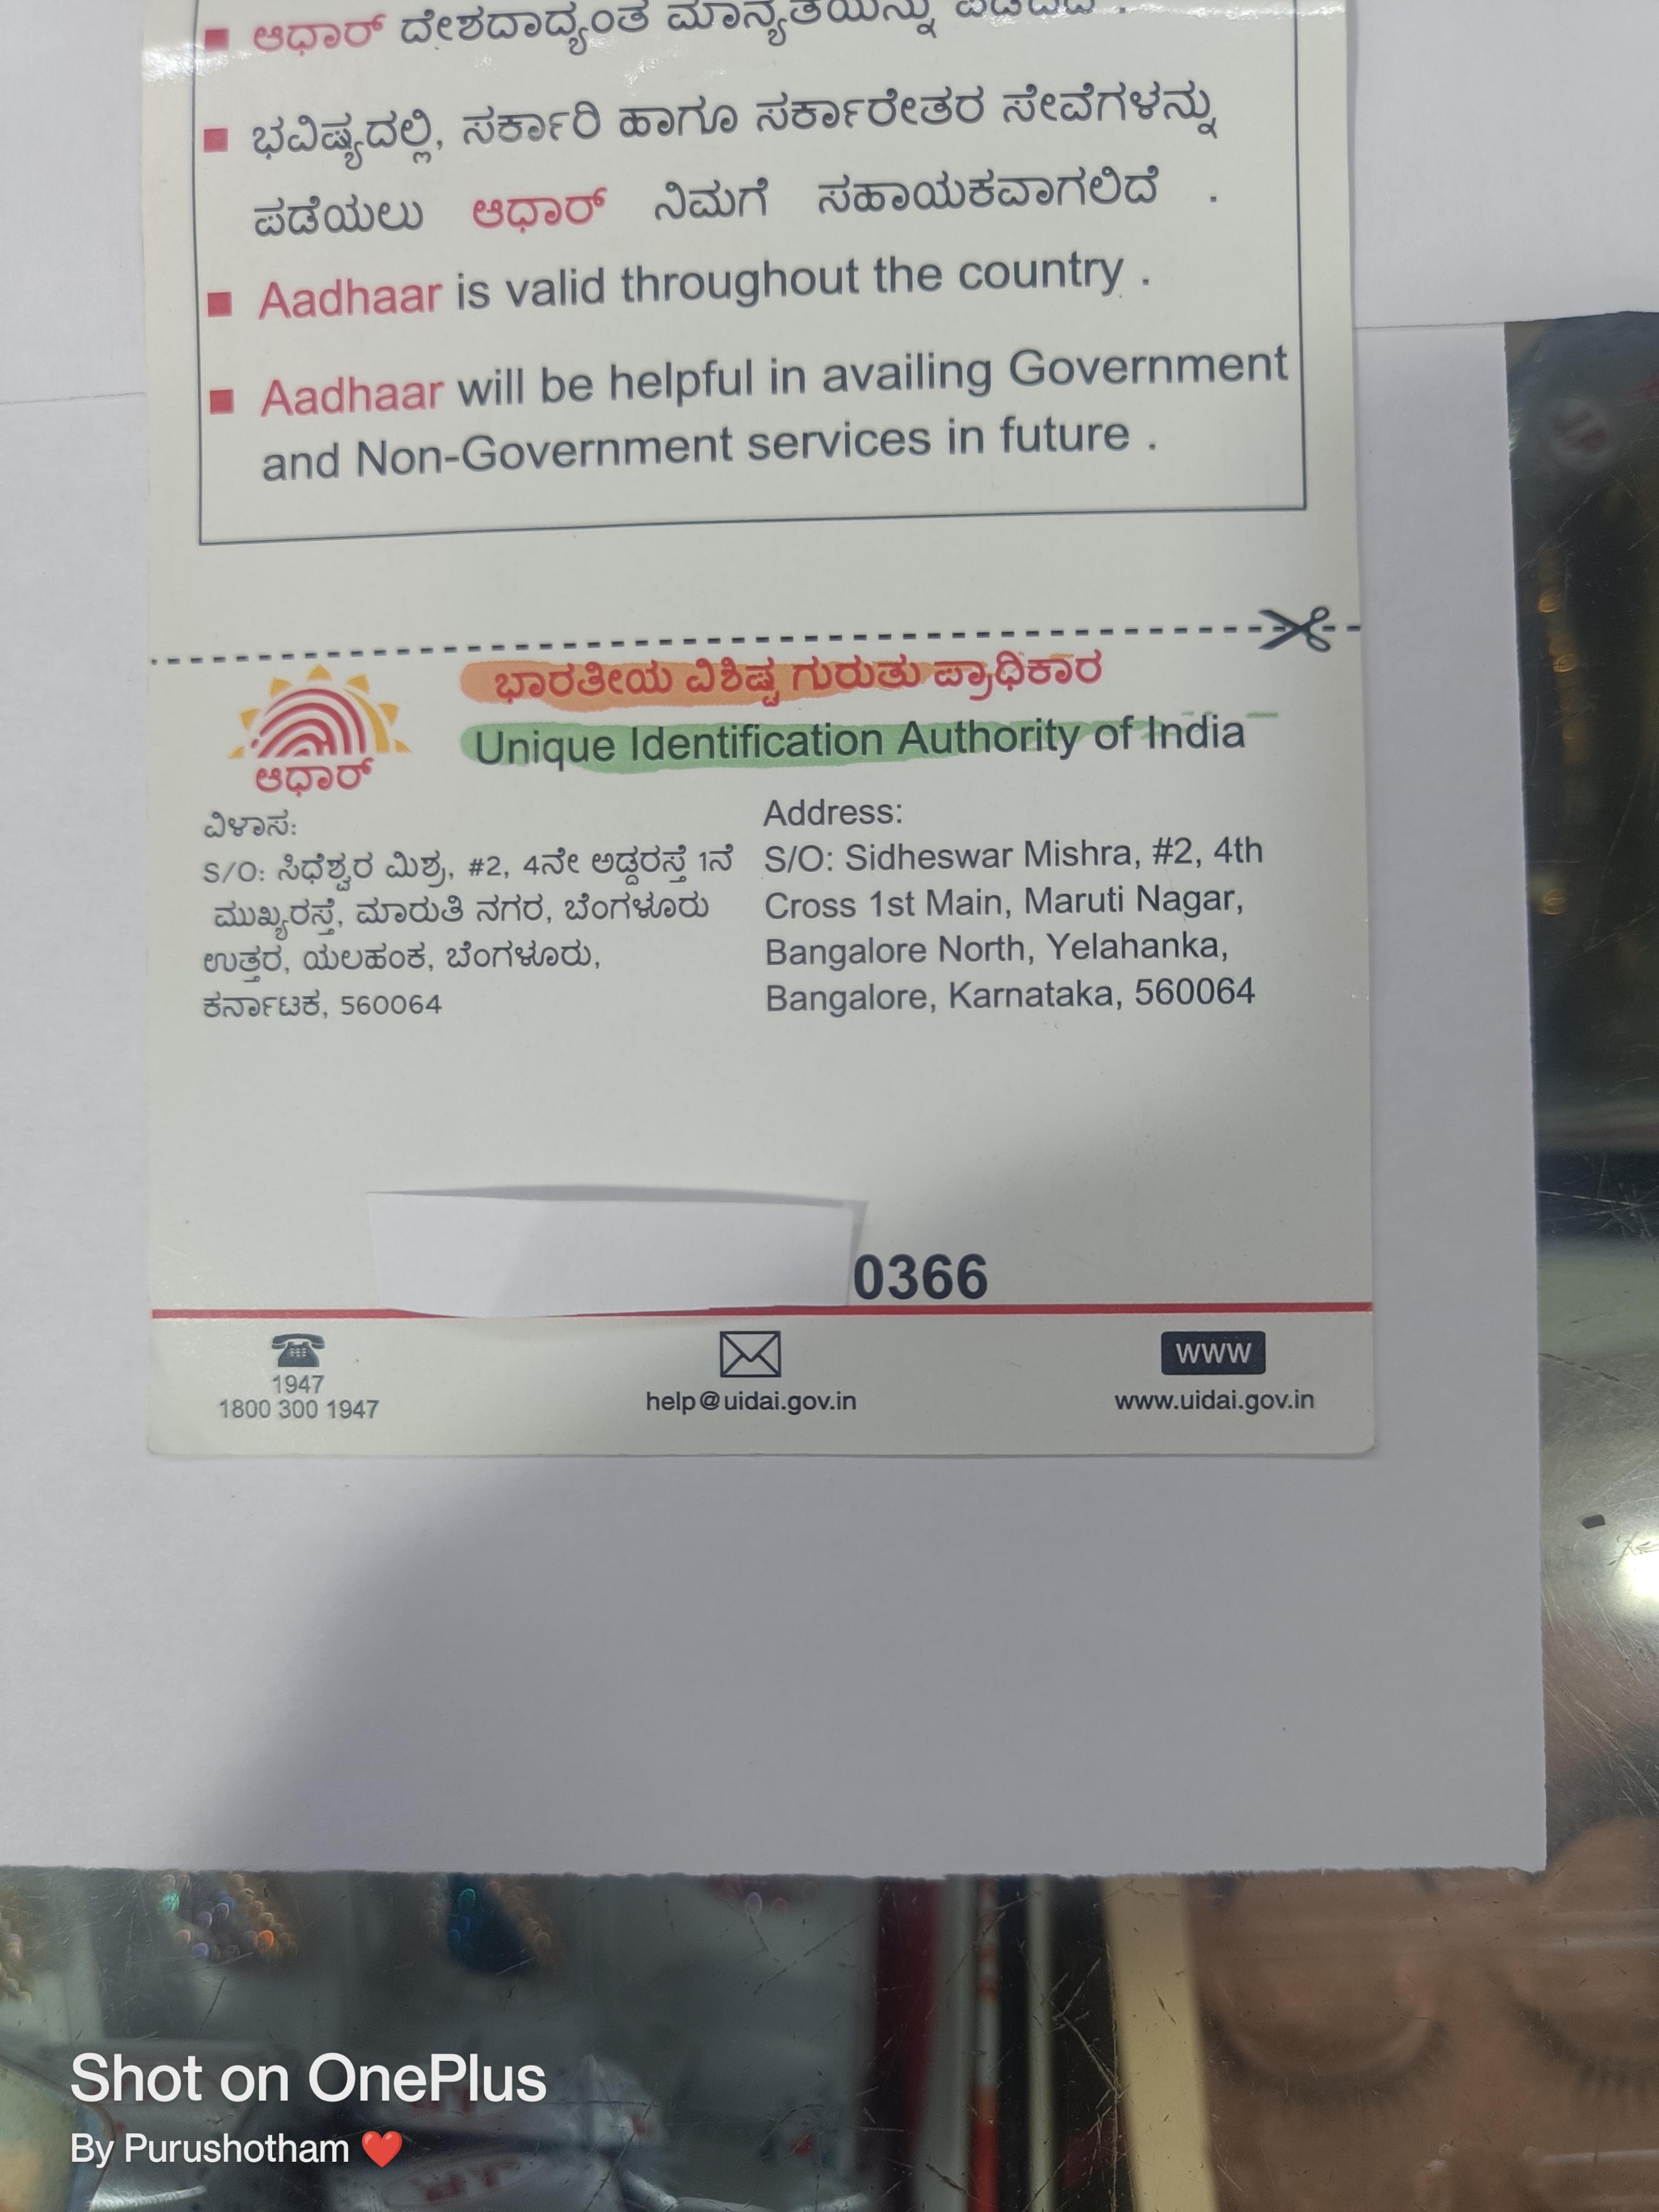 ಆಧಾರ್ ದೇಶದಾದ್ಯಂತ ಮಾನ್ಯತೆಯನ್ನು ಪಡೆದಿದೆ .
ಭವಿಷ್ಯದಲ್ಲಿ, ಸರ್ಕಾರಿ ಹಾಗೂ ಸರ್ಕಾರೇತರ ಸೇವೆಗಳನ್ನು
ಪಡೆಯಲು ಆಧಾರ್ ನಿಮಗೆ ಸಹಾಯಕವಾಗಲಿದೆ .
Aadhaar is valid throughout the country .
Aadhaar will be helpful in availing Government
and Non-Government services in future .
ಭಾರತೀಯ ವಿಶಿಷ್ಟ ಗುರುತು ಪ್ರಾಧಿಕಾರ
Unique Identification Authority of India
ಆಧಾರ್
ವಿಳಾಸ:
S/O: ಸಿಧೆಶ್ವರ ಮಿಶ್ರ, #2, 4ನೇ ಅಡ್ಡರಸ್ತೆ 1ನೆ
ಮುಖ್ಯರಸ್ತೆ, ಮಾರುತಿ ನಗರ, ಬೆಂಗಳೂರು
ಉತ್ತರ, ಯಲಹಂಕ, ಬೆಂಗಳೂರು,
ಕರ್ನಾಟಕ, 560064
Address:
S/O: Sidheswar Mishra, #2, 4th
Cross 1st Main, Maruti Nagar,
Bangalore North, Yelahanka,
Bangalore, Karnataka, 560064
0366
1947
1800 300 1947
help@uidai.gov.in
www
www.uidai.gov.in
Shot on OnePlus
By Purushotham ❤️